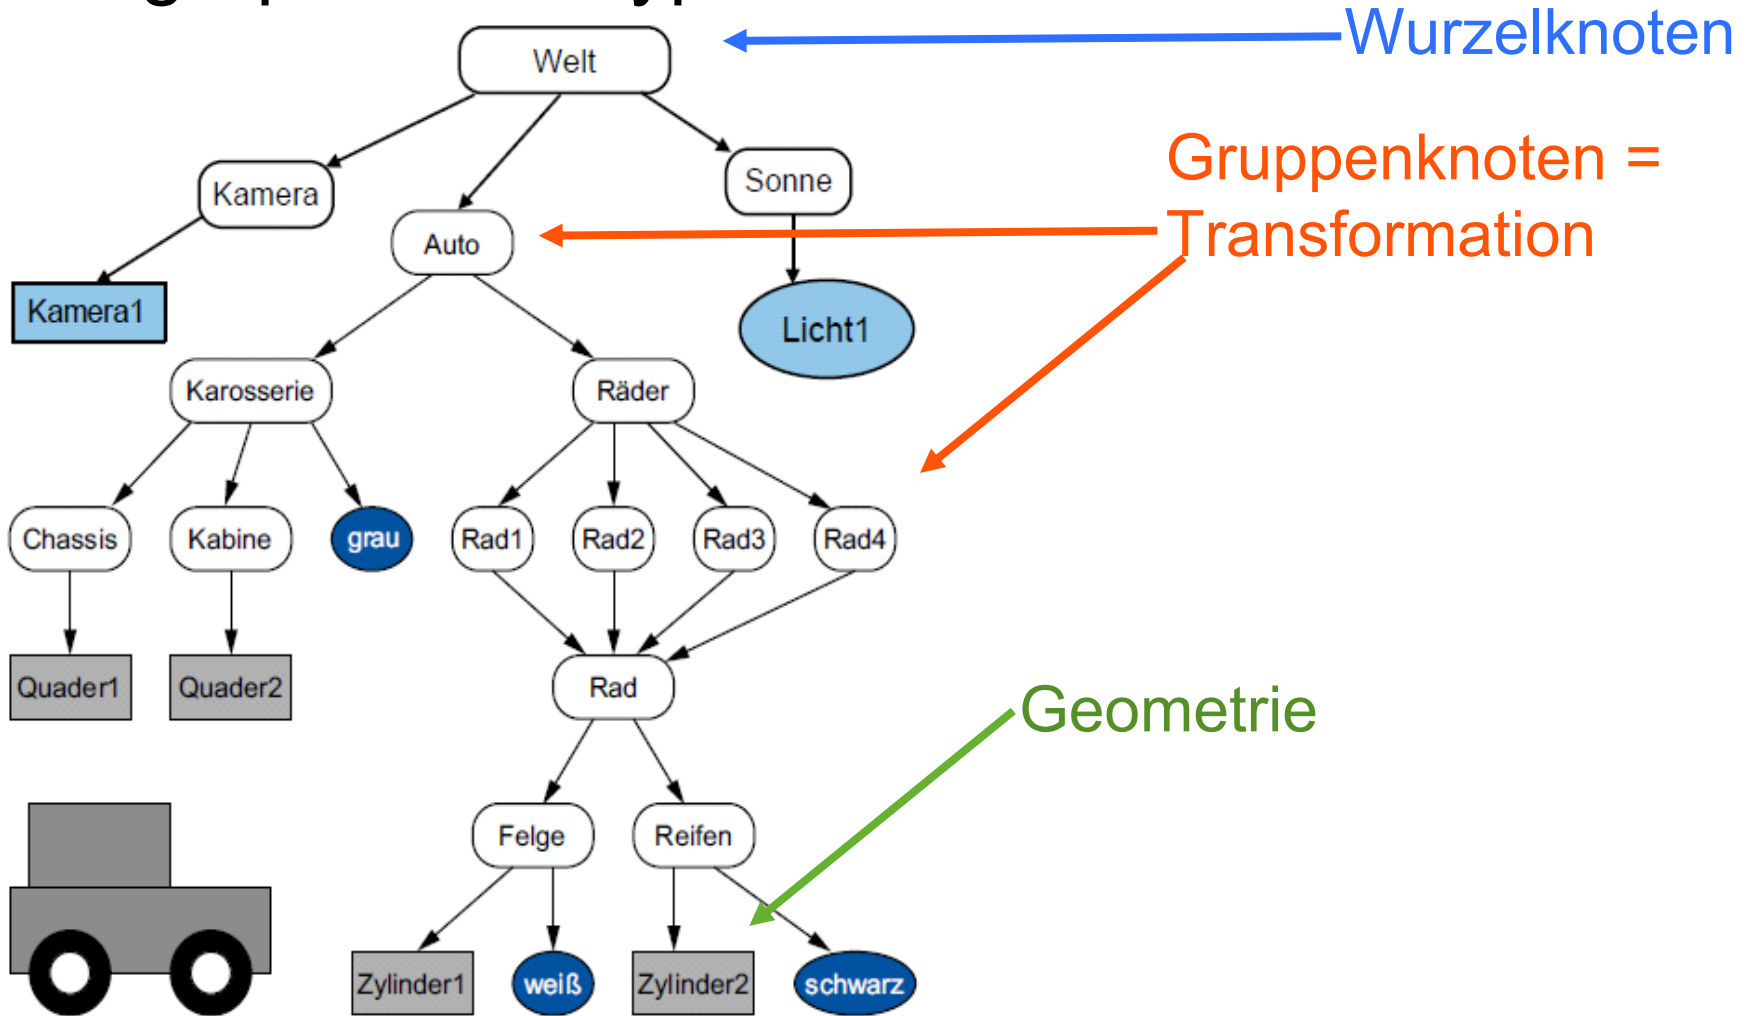 Wurzelknoten
Welt
Gruppenknoten =
Transformation
Kamera
Sonne
Auto
Kamera1
Licht1
Karosserie
Räder
Chassis
Kabine
grau
Rad1
Rad2
Rad3
Rad4
Quader1
Quader2
Rad
Geometrie
Felge
Reifen
Zylinder1
weiß
Zylinder2
schwarz